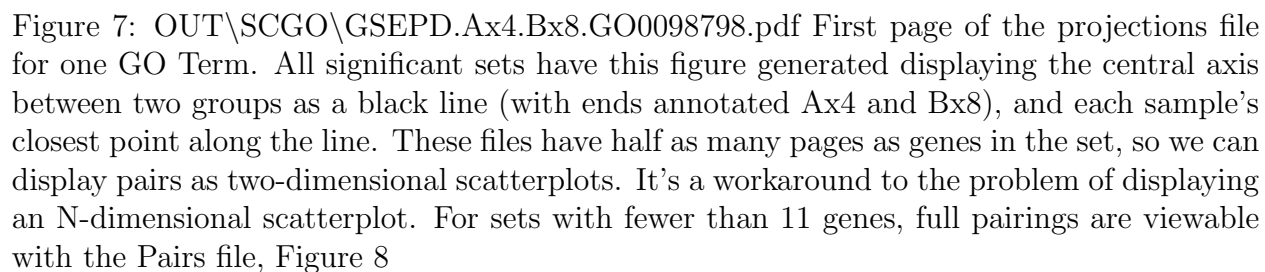 Figure 7: OUT\SCGO\GSEPD.Ax4.Bx8.GO0098798.pdf First page of the projections file
for one GO Term. All significant sets have this figure generated displaying the central axis
between two groups as a black line (with ends annotated Ax4 and Bx8), and each sample's
closest point along the line. These files have half as many pages as genes in the set, so we can
display pairs as two-dimensional scatterplots. It's a workaround to the problem of displaying
an N-dimensional scatterplot. For sets with fewer than 11 genes, full pairings are viewable
with the Pairs file, Figure 8